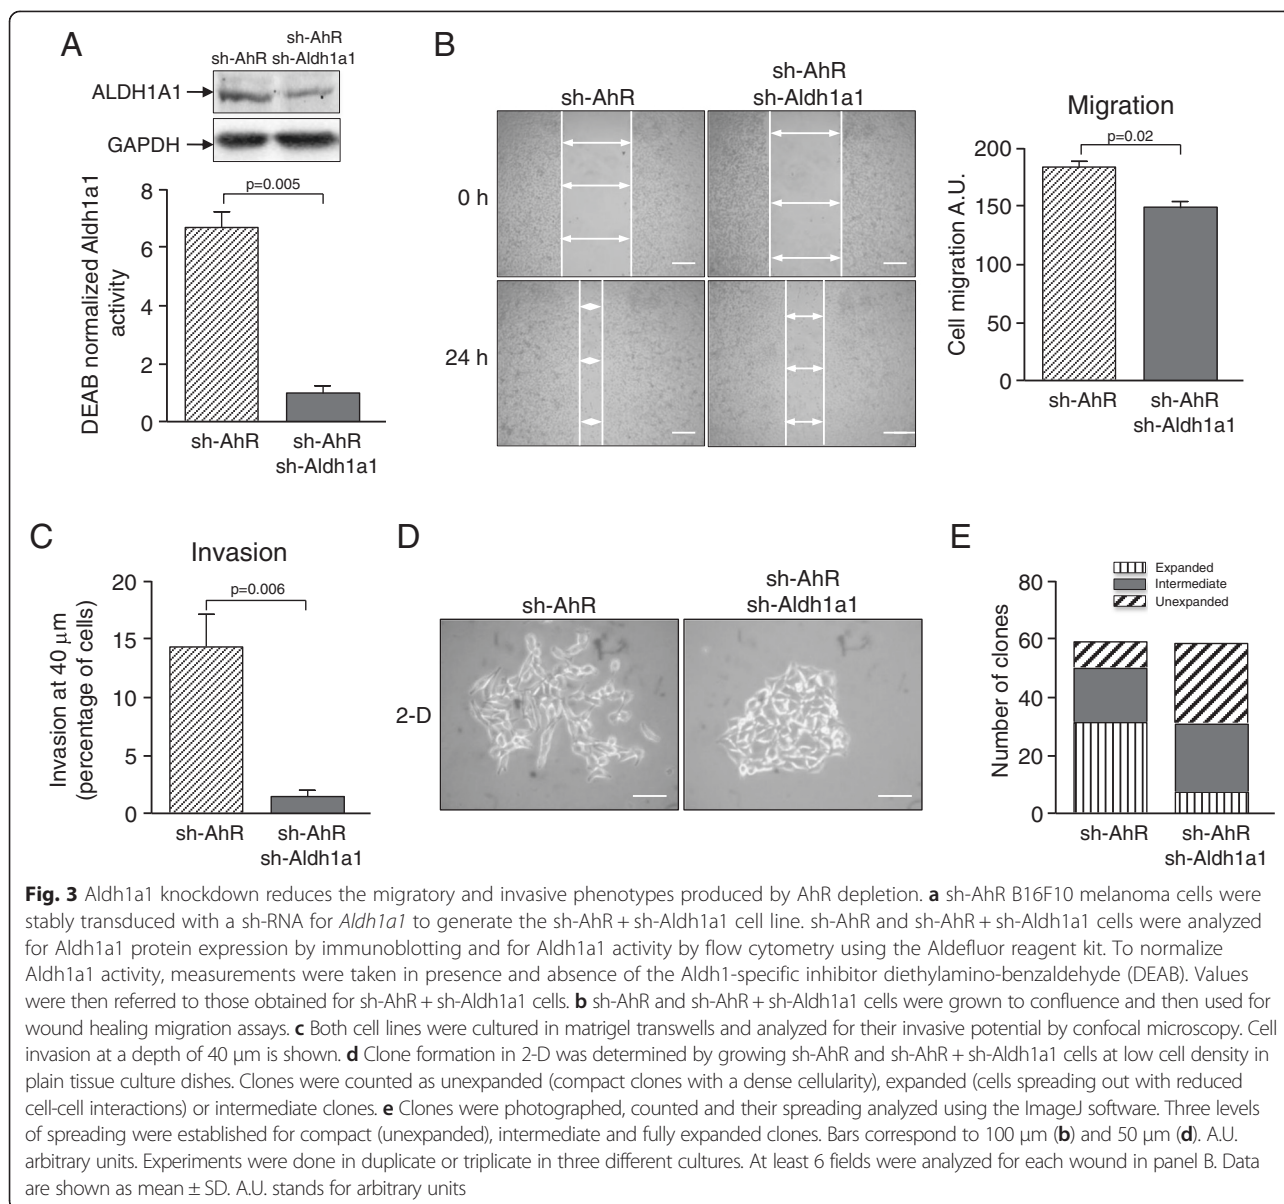 A
sh-AhR
sh-AhR
sh-Aldh1a1
ALDH1A1
GAPDH
DEAB normalized Aldh1a1
activity
8
6
4
2
0
p=0.005
sh-AhR
sh-AhR
sh-Aldh1a1
B
sh-AhR
sh-AhR
sh-Aldh1a1
0 h
24 h
Migration
Cell migration A.U.
200
150
100
50
0
p=0.02
sh-AhR
sh-AhR
sh-Aldh1a1
C
Invasion
Invasion at 40 μm
(percentage of cells)
20
15
10
5
0
p=0.006
sh-AhR
sh-AhR
sh-Aldh1a1
D
sh-AhR
sh-AhR
sh-Aldh1a1
2-D
E
Expanded
Intermediate
Unexpanded
Number of clones
80
60
40
20
0
sh-AhR
sh-AhR
sh-Aldh1a1
Fig. 3 Aldh1a1 knockdown reduces the migratory and invasive phenotypes produced by AhR depletion. a sh-AhR B16F10 melanoma cells were
stably transduced with a sh-RNA for Aldh1a1 to generate the sh-AhR + sh-Aldh1a1 cell line. sh-AhR and sh-AhR + sh-Aldh1a1 cells were analyzed
for Aldh1a1 protein expression by immunoblotting and for Aldh1a1 activity by flow cytometry using the Aldefluor reagent kit. To normalize
Aldh1a1 activity, measurements were taken in presence and absence of the Aldh1-specific inhibitor diethylamino-benzaldehyde (DEAB). Values
were then referred to those obtained for sh-AhR + sh-Aldh1a1 cells. b sh-AhR and sh-AhR + sh-Aldh1a1 cells were grown to confluence and then used for
wound healing migration assays. c Both cell lines were cultured in matrigel transwells and analyzed for their invasive potential by confocal microscopy. Cell
invasion at a depth of 40 μm is shown. d Clone formation in 2-D was determined by growing sh-AhR and sh-AhR + sh-Aldh1a1 cells at low cell density in
plain tissue culture dishes. Clones were counted as unexpanded (compact clones with a dense cellularity), expanded (cells spreading out with reduced
cell-cell interactions) or intermediate clones. e Clones were photographed, counted and their spreading analyzed using the ImageJ software. Three levels
of spreading were established for compact (unexpanded), intermediate and fully expanded clones. Bars correspond to 100 μm (b) and 50 μm (d). A.U.
arbitrary units. Experiments were done in duplicate or triplicate in three different cultures. At least 6 fields were analyzed for each wound in panel B. Data
are shown as mean ± SD. A.U. stands for arbitrary units